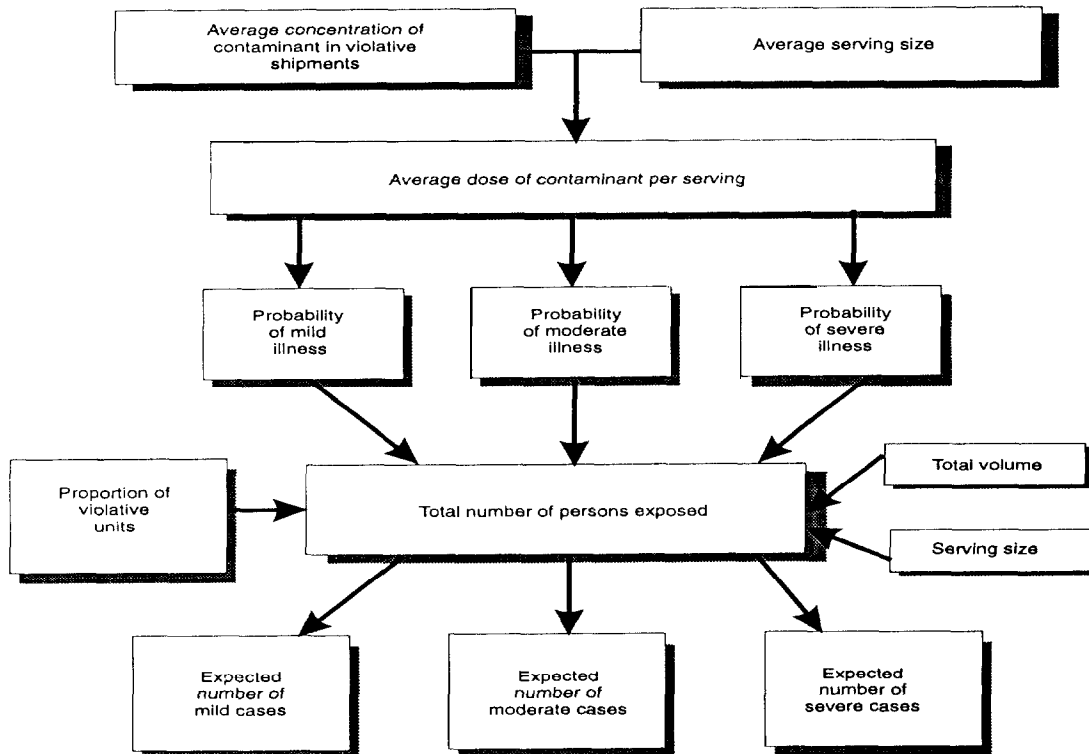 Average concentration of
contaminant in violative
shipments
Average serving size
Average dose of contaminant per serving
Probability
of mild
illness
Probability
of moderate
illness
Probability
of severe
illness
Proportion of
violative
units
Total number of persons exposed
Total volume
Serving size
Expected
number of
mild cases
Expected
number of
moderate cases
Expected
number of
severe cases